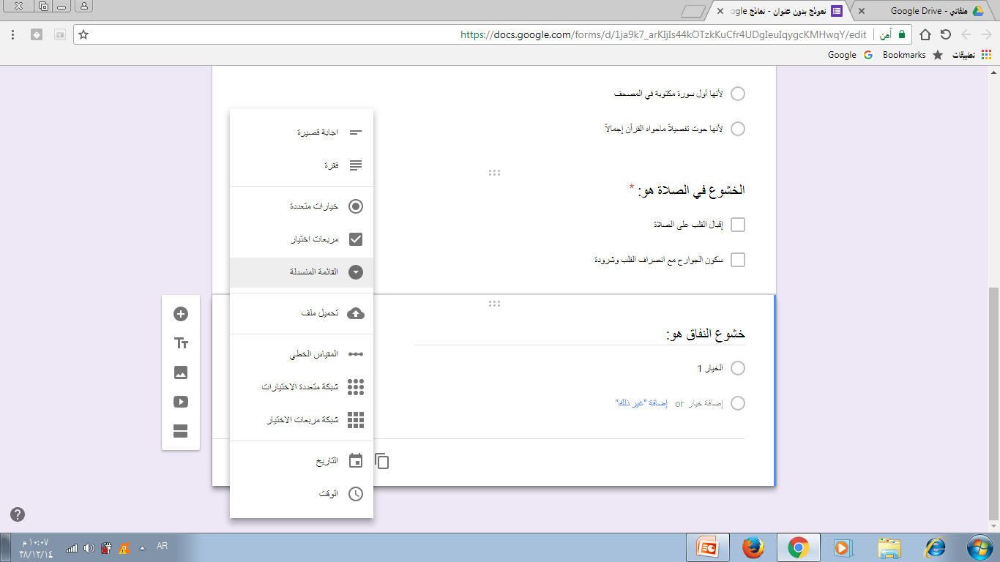 ملفاتي - Google Drive
نموذج بدون عنوان - نماذج ogle
https://docs.google.com/forms/d/1ja9k7_arKIjIs44kOTzkKuCfr4UDgIeuIqygcKMHwqY/edit
آمن
تطبيقات
Bookmarks
Google
لأنها أول سورة مكتوبة في المصحف
لأنها حوت تفصيلاً ماحواه القرآن إجمالاً
الخشوع في الصلاة هو: *
إقبال القلب على الصلاة
سكون الجوارح مع انصراف القلب وشرودة
خشوع النفاق هو:
الخيار 1
إضافة خيار or إضافة "غير ذلك"
اجابة قصيرة
فقرة
خيارات متعددة
مربعات اختيار
القائمة المنسدلة
تحميل ملف
المقياس الخطي
شبكة متعددة الاختيارات
شبكة مربعات الاختيار
التاريخ
الوقت
AR
١٠:٠٧ م
٣٨/١٢/١٤